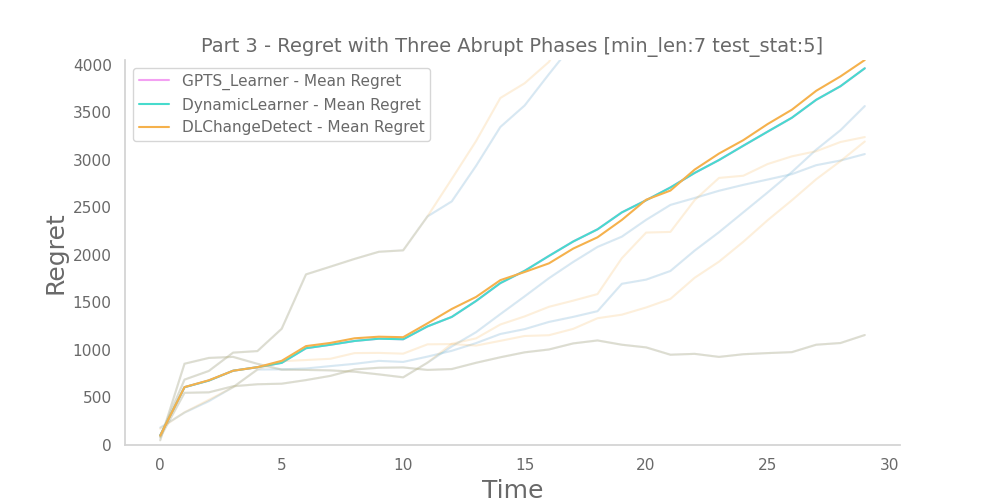 Part 3 - Regret with Three Abrupt Phases [min_len:7 test_stat:5]
GPTS_Learner - Mean Regret
DynamicLearner - Mean Regret
DLChangeDetect - Mean Regret
Regret
4000
3500
3000
2500
2000
1500
1000
500
0
0 5 10 15 20 25 30
Time